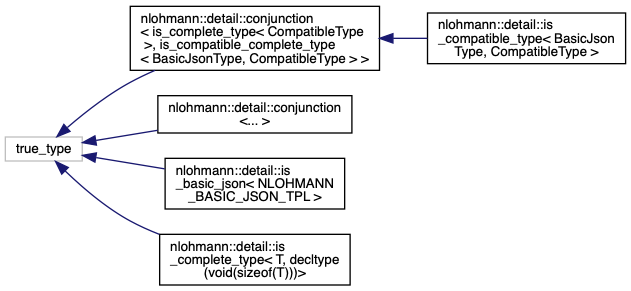 nlohmann::detail::conjunction
< is_complete_type< CompatibleType
>, is_compatible_complete_type
< BasicJsonType, CompatibleType > >
nlohmann::detail::is
_compatible_type< BasicJson
Type, CompatibleType >
nlohmann::detail::conjunction
<... >
true_type
nlohmann::detail::is
_basic_json< NLOHMANN
_BASIC_JSON_TPL >
nlohmann::detail::is
_complete_type< T, decltype
(void(sizeof(T)))>